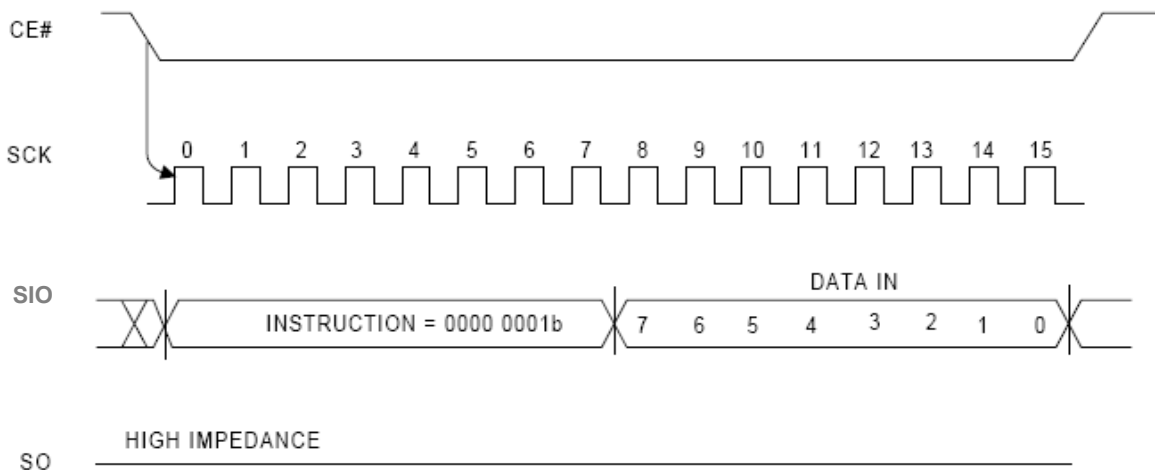 CE#
SCK 0 1 2 3 4 5 6 7 8 9 10 11 12 13 14 15
DATA IN
SIO INSTRUCTION = 0000 0001b 7 6 5 4 3 2 1 0
HIGH IMPEDANCE
SO